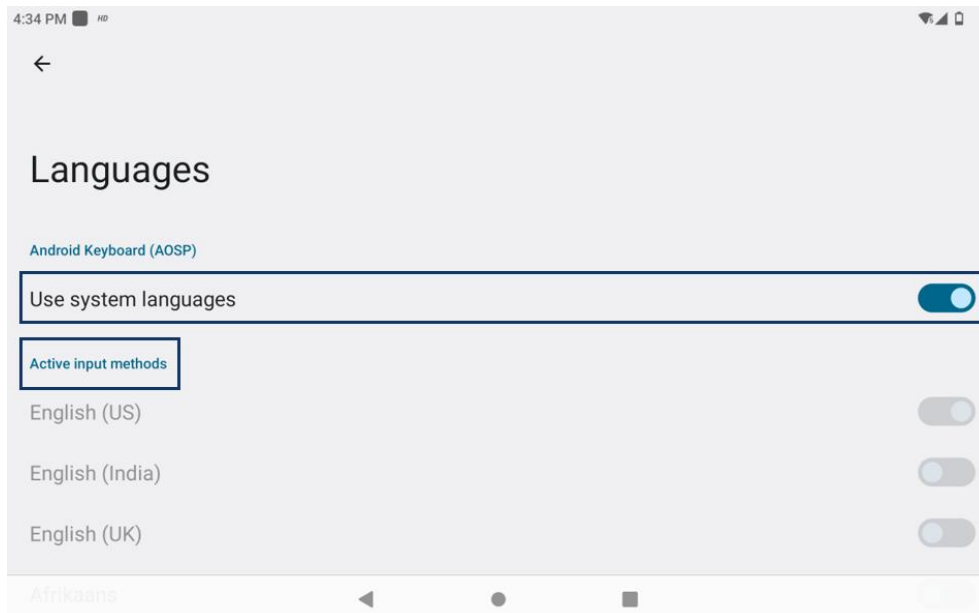 4:34 PM HD
Languages
Android Keyboard (AOSP)
Use system languages
Active input methods
English (US)
English (India)
English (UK)
Afrikaans